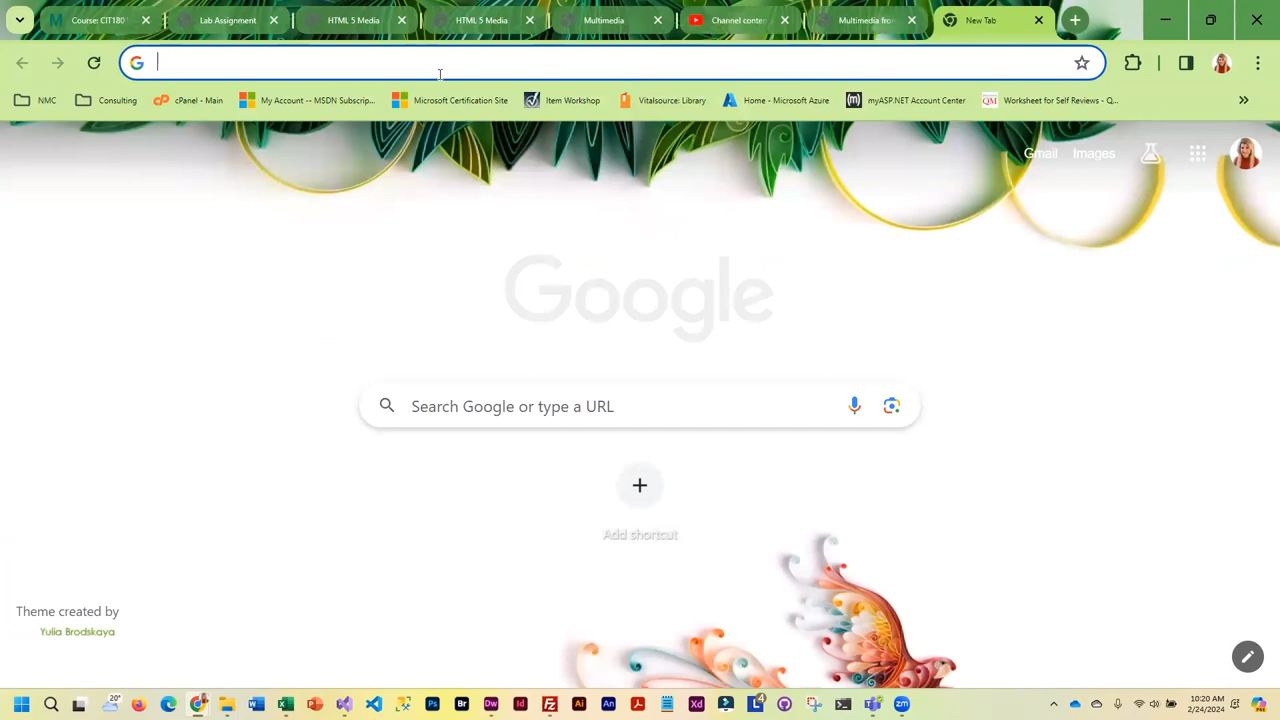 Course: CIT180
Lab Assignment
HTML 5 Media
HTML 5 Media
Multimedia
Channel conten
Multimedia fro
New Tab
NMC
Consulting
cPanel - Main
My Account -- MSDN Subscrip...
Microsoft Certification Site
Item Workshop
Vitalsource: Library
Home - Microsoft Azure
myASP.NET Account Center
QM
Worksheet for Self Reviews - Q...
Gmail
Images
Google
Search Google or type a URL
Add shortcut
Theme created by
Yulia Brodskaya
20°
10:20 AM
2/24/2024